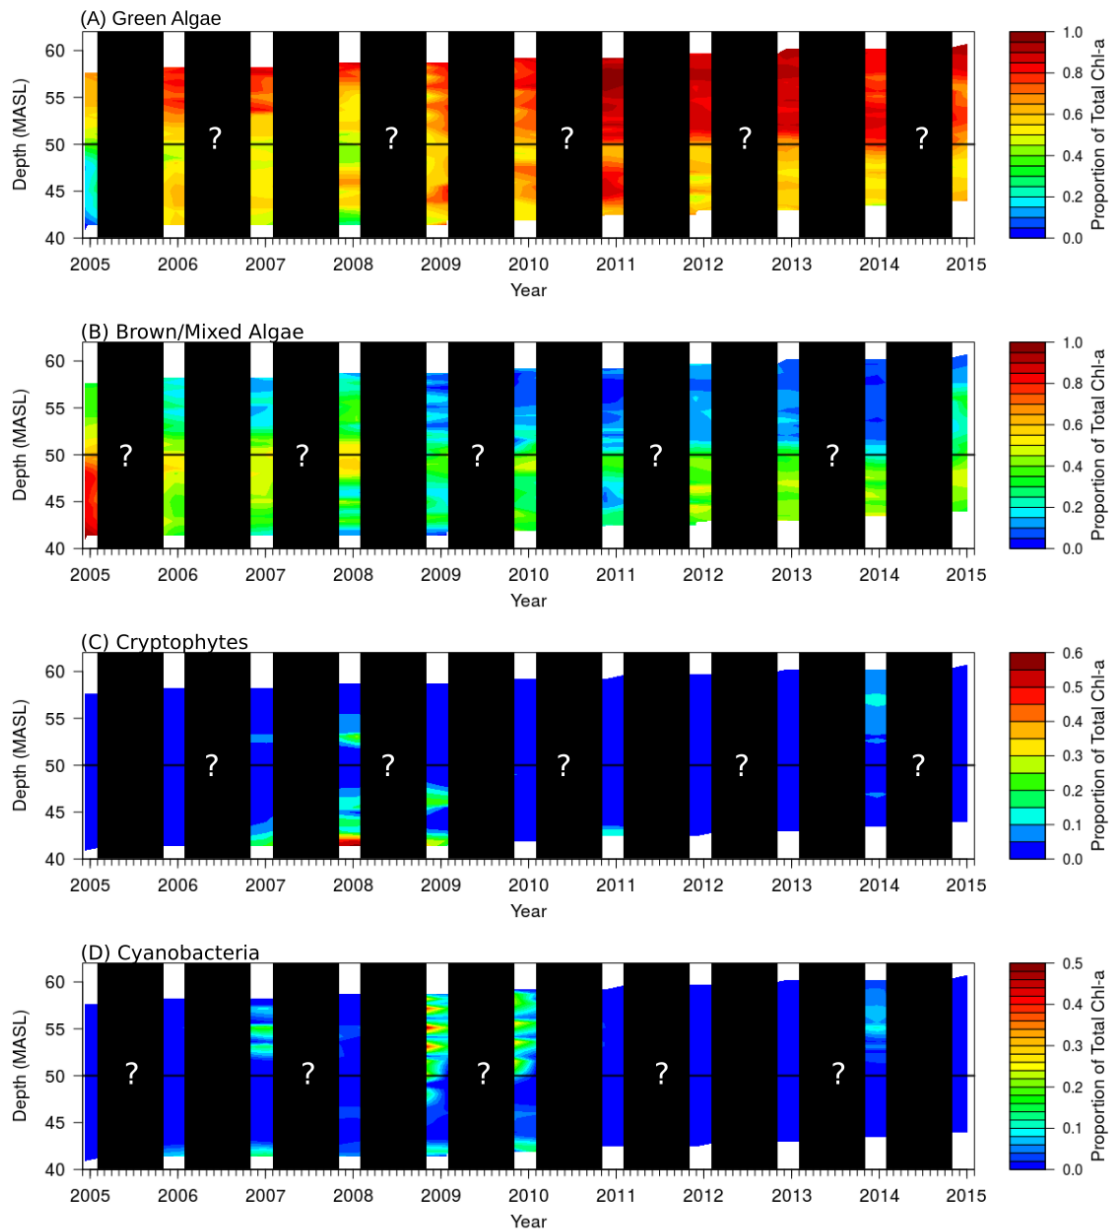 (A) Green Algae
Depth (MASL)
60
55
50
45
40
? ? ? ? ?
2005 2006 2007 2008 2009 2010 2011 2012 2013 2014 2015
Year
1.0
0.8
0.6
0.4
0.2
0.0
Proportion of Total Chl-a
(B) Brown/Mixed Algae
Depth (MASL)
60
55
50
45
40
? ? ? ? ?
2005 2006 2007 2008 2009 2010 2011 2012 2013 2014 2015
Year
1.0
0.8
0.6
0.4
0.2
0.0
Proportion of Total Chl-a
(C) Cryptophytes
Depth (MASL)
60
55
50
45
40
? ? ? ? ?
2005 2006 2007 2008 2009 2010 2011 2012 2013 2014 2015
Year
0.6
0.5
0.4
0.3
0.2
0.1
0.0
Proportion of Total Chl-a
(D) Cyanobacteria
Depth (MASL)
60
55
50
45
40
? ? ? ? ?
2005 2006 2007 2008 2009 2010 2011 2012 2013 2014 2015
Year
0.5
0.4
0.3
0.2
0.1
0.0
Proportion of Total Chl-a